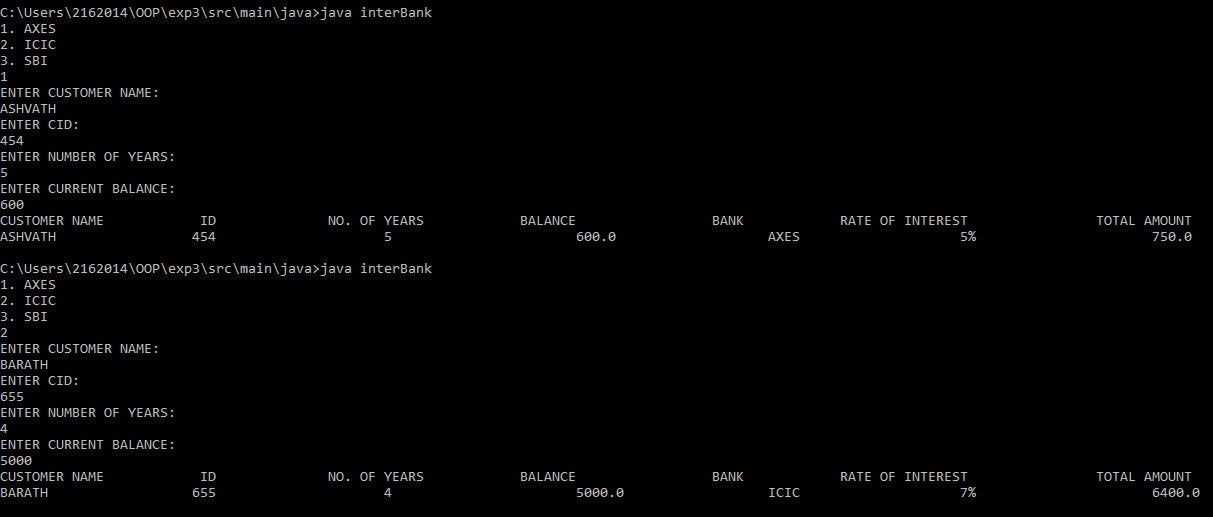 C:\Users\2162014\OOP\exp3\src\main\java>java interBank
1. AXES
2. ICIC
3. SBI
1
ENTER CUSTOMER NAME:
ASHVATH
ENTER CID:
454
ENTER NUMBER OF YEARS:
5
ENTER CURRENT BALANCE:
600
CUSTOMER NAME ID NO. OF YEARS BALANCE BANK RATE OF INTEREST TOTAL AMOUNT
ASHVATH 454 5 600.0 AXES 5% 750.0
C:\Users\2162014\OOP\exp3\src\main\java>java interBank
1. AXES
2. ICIC
3. SBI
2
ENTER CUSTOMER NAME:
BARATH
ENTER CID:
655
ENTER NUMBER OF YEARS:
4
ENTER CURRENT BALANCE:
5000
CUSTOMER NAME ID NO. OF YEARS BALANCE BANK RATE OF INTEREST TOTAL AMOUNT
BARATH 655 4 5000.0 ICIC 7% 6400.0